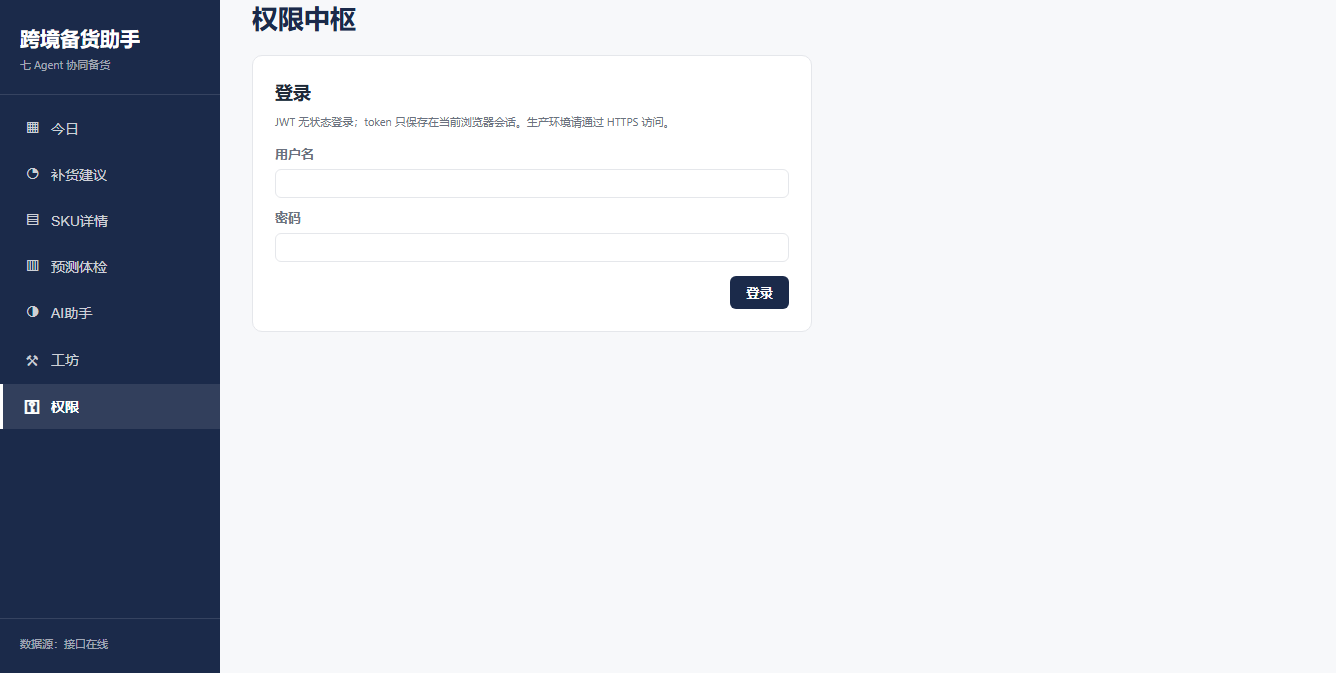 跨境备货助手
七 Agent 协同备货
今日
补货建议
SKU详情
预测体检
AI助手
工坊
权限
数据源：接口在线
权限中枢
登录
JWT 无状态登录；token 只保存在当前浏览器会话。生产环境请通过 HTTPS 访问。
用户名
密码
登录